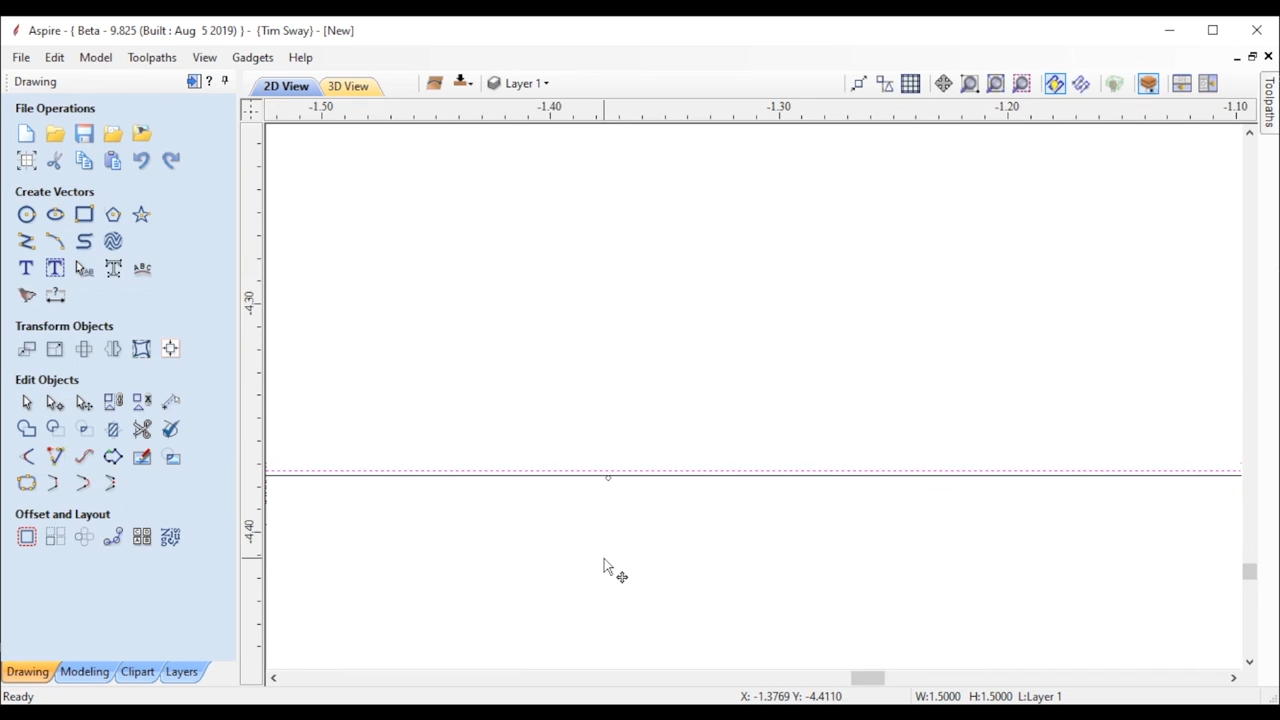 Aspire - { Beta - 9.825 (Built : Aug 5 2019) } - {Tim Sway} - [New]
File Edit Model Toolpaths View Gadgets Help
Drawing
2D View 3D View Layer 1
Toolpaths
-1.50 -1.40 -1.30 -1.20 -1.10
File Operations
Create Vectors
-4.30
Transform Objects
Edit Objects
Offset and Layout
-4.40
Drawing Modeling Clipart Layers
Ready X: -1.3769 Y: -4.4110 W:1.5000 H:1.5000 L:Layer 1